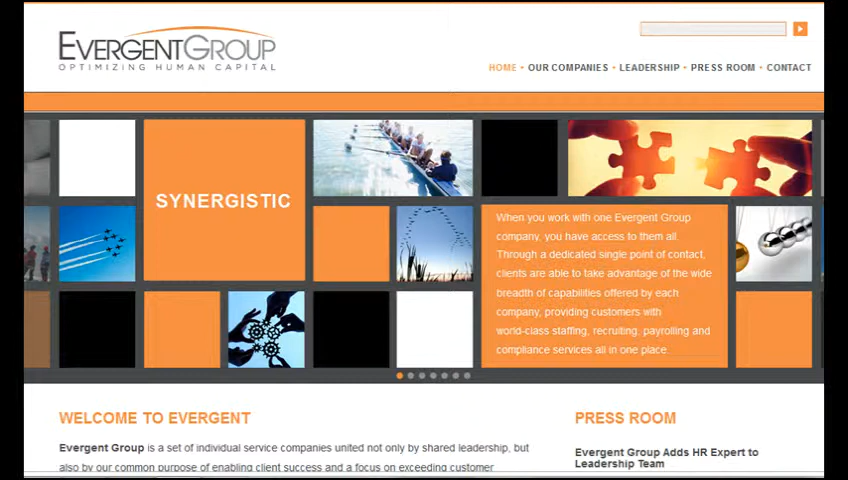 EVERGENTGROUP
OPTIMIZING HUMAN CAPITAL
HOME OUR COMPANIES LEADERSHIP PRESS ROOM CONTACT
SYNERGISTIC
When you work with one Evergent Group
company, you have access to them all.
Through a dedicated single point of contact,
clients are able to take advantage of the wide
breadth of capabilities offered by each
company, providing customers with
world-class staffing, recruiting, payrolling and
compliance services all in one place.
WELCOME TO EVERGENT
Evergent Group is a set of individual service companies united not only by shared leadership, but
also by our common purpose of enabling client success and a focus on exceeding customer
PRESS ROOM
Evergent Group Adds HR Expert to
Leadership Team